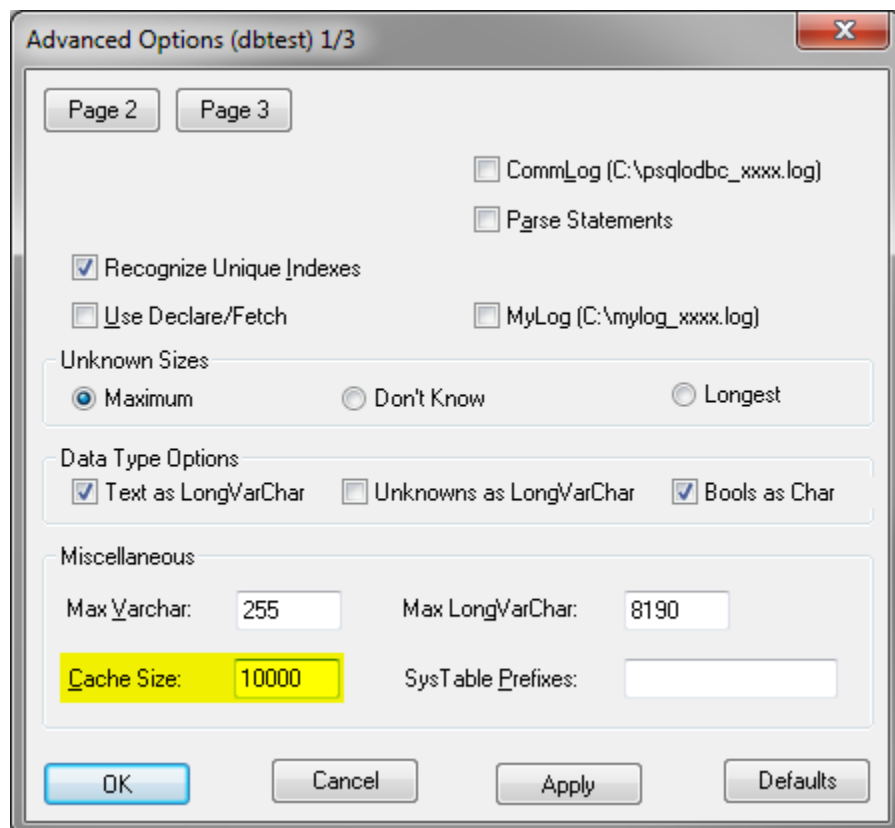 Advanced Options (dbtest) 1/3
Page 2 Page 3
CommLog (C:\psqlodbc_xxxx.log)
Parse Statements
Recognize Unique Indexes
Use Declare/Fetch MyLog (C:\mylog_xxxx.log)
Unknown Sizes
Maximum Don't Know Longest
Data Type Options
Text as LongVarChar Unknowns as LongVarChar Bools as Char
Miscellaneous
Max Varchar: 255 Max LongVarChar: 8190
Cache Size: 10000 SysTable Prefixes:
OK Cancel Apply Defaults